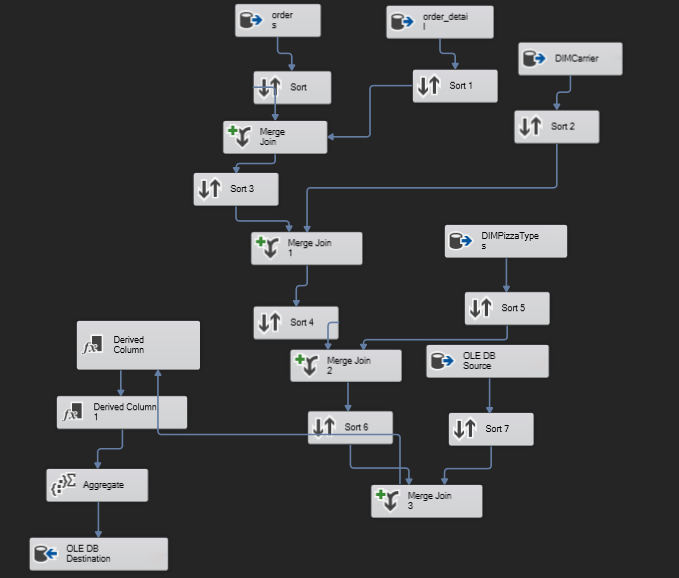 order
s
order_detai
l
DIMCarrier
Sort
Sort 1
Sort 2
Merge
Join
Sort 3
Merge Join
1
DIMPizzaType
s
Sort 4
Sort 5
Derived
Column
Merge Join
2
OLE DB
Source
Derived Column
1
Sort 6
Sort 7
Aggregate
Merge Join
3
OLE DB
Destination